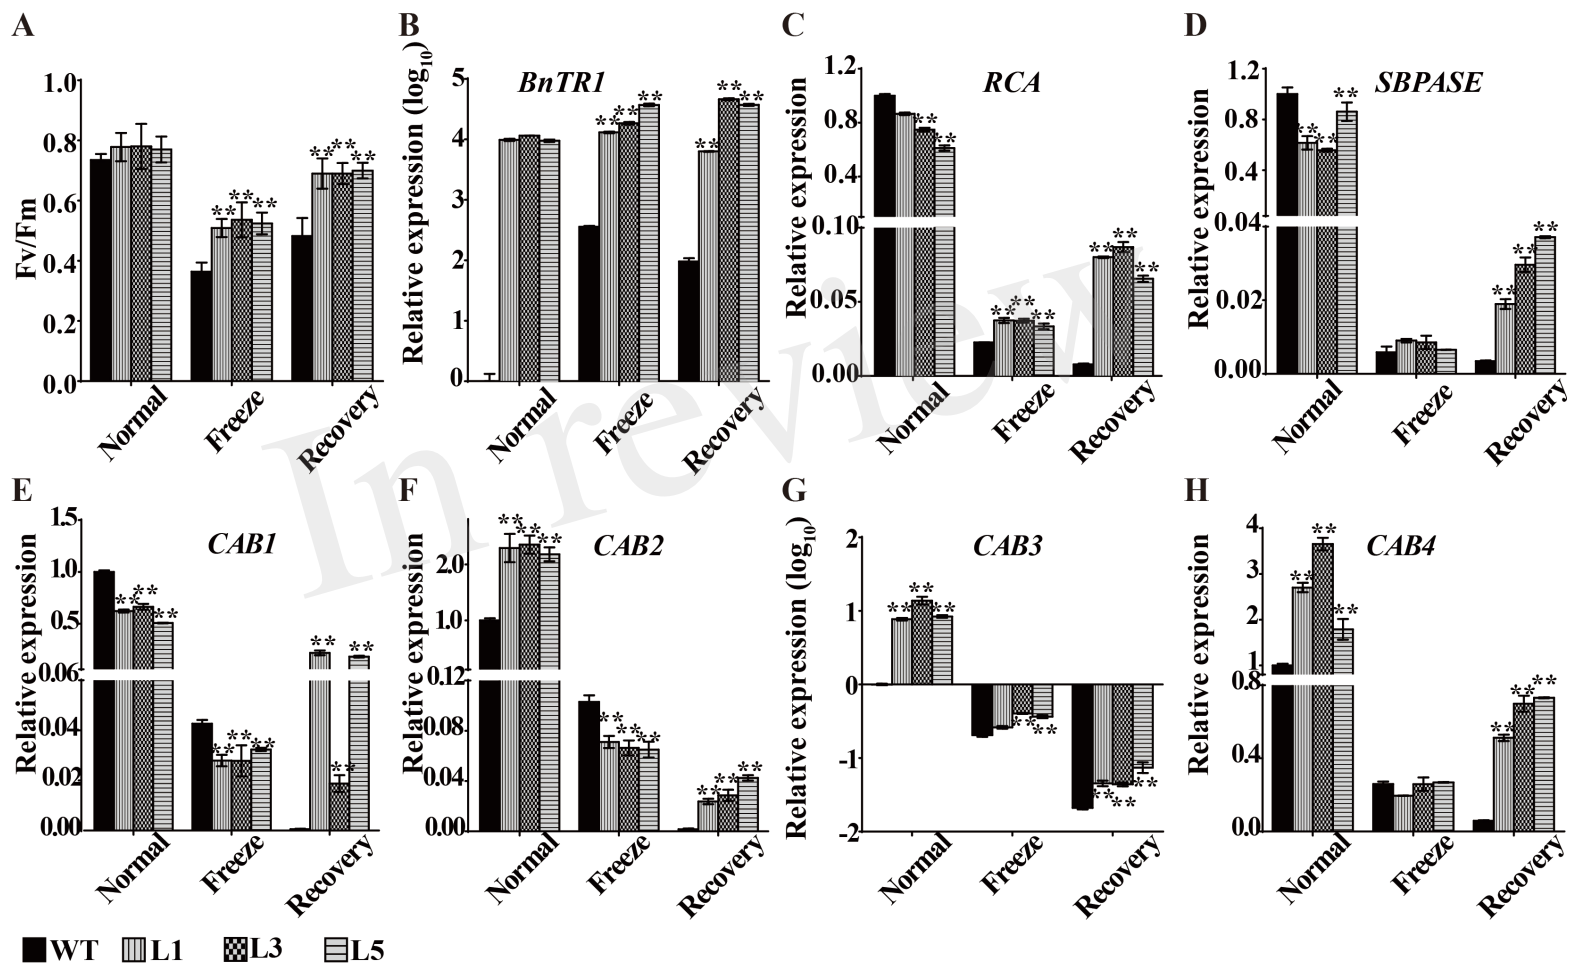 A
B
C
D
Fv/Fm
1.0
0.8
0.6
0.4
0.2
0.0
** ** **
** ** **
Normal
Freeze
Recovery
Relative expression (log10)
BnTR1
5
4
3
2
1
0
** ** **
** ** **
Normal
Freeze
Recovery
Relative expression
RCA
1.2
0.8
0.4
0.10
0.05
0.00
** **
** ** **
** ** **
Normal
Freeze
Recovery
Relative expression
SBPASE
1.2
0.8
0.4
0.04
0.02
0.00
** ** **
** ** **
Normal
Freeze
Recovery
In review
E
F
G
H
Relative expression
CAB1
1.5
1.0
0.5
0.06
0.04
0.02
0.00
** ** **
** ** **
** ** **
Normal
Freeze
Recovery
Relative expression
CAB2
2.0
1.0
0.12
0.08
0.04
0.00
** ** **
** ** **
** ** **
Normal
Freeze
Recovery
Relative expression (log10)
CAB3
2
1
0
-1
-2
** ** **
** **
** ** **
Normal
Freeze
Recovery
Relative expression
CAB4
4
3
2
1
0.8
0.4
0.0
** ** **
** ** **
Normal
Freeze
Recovery
WT L1 L3 L5